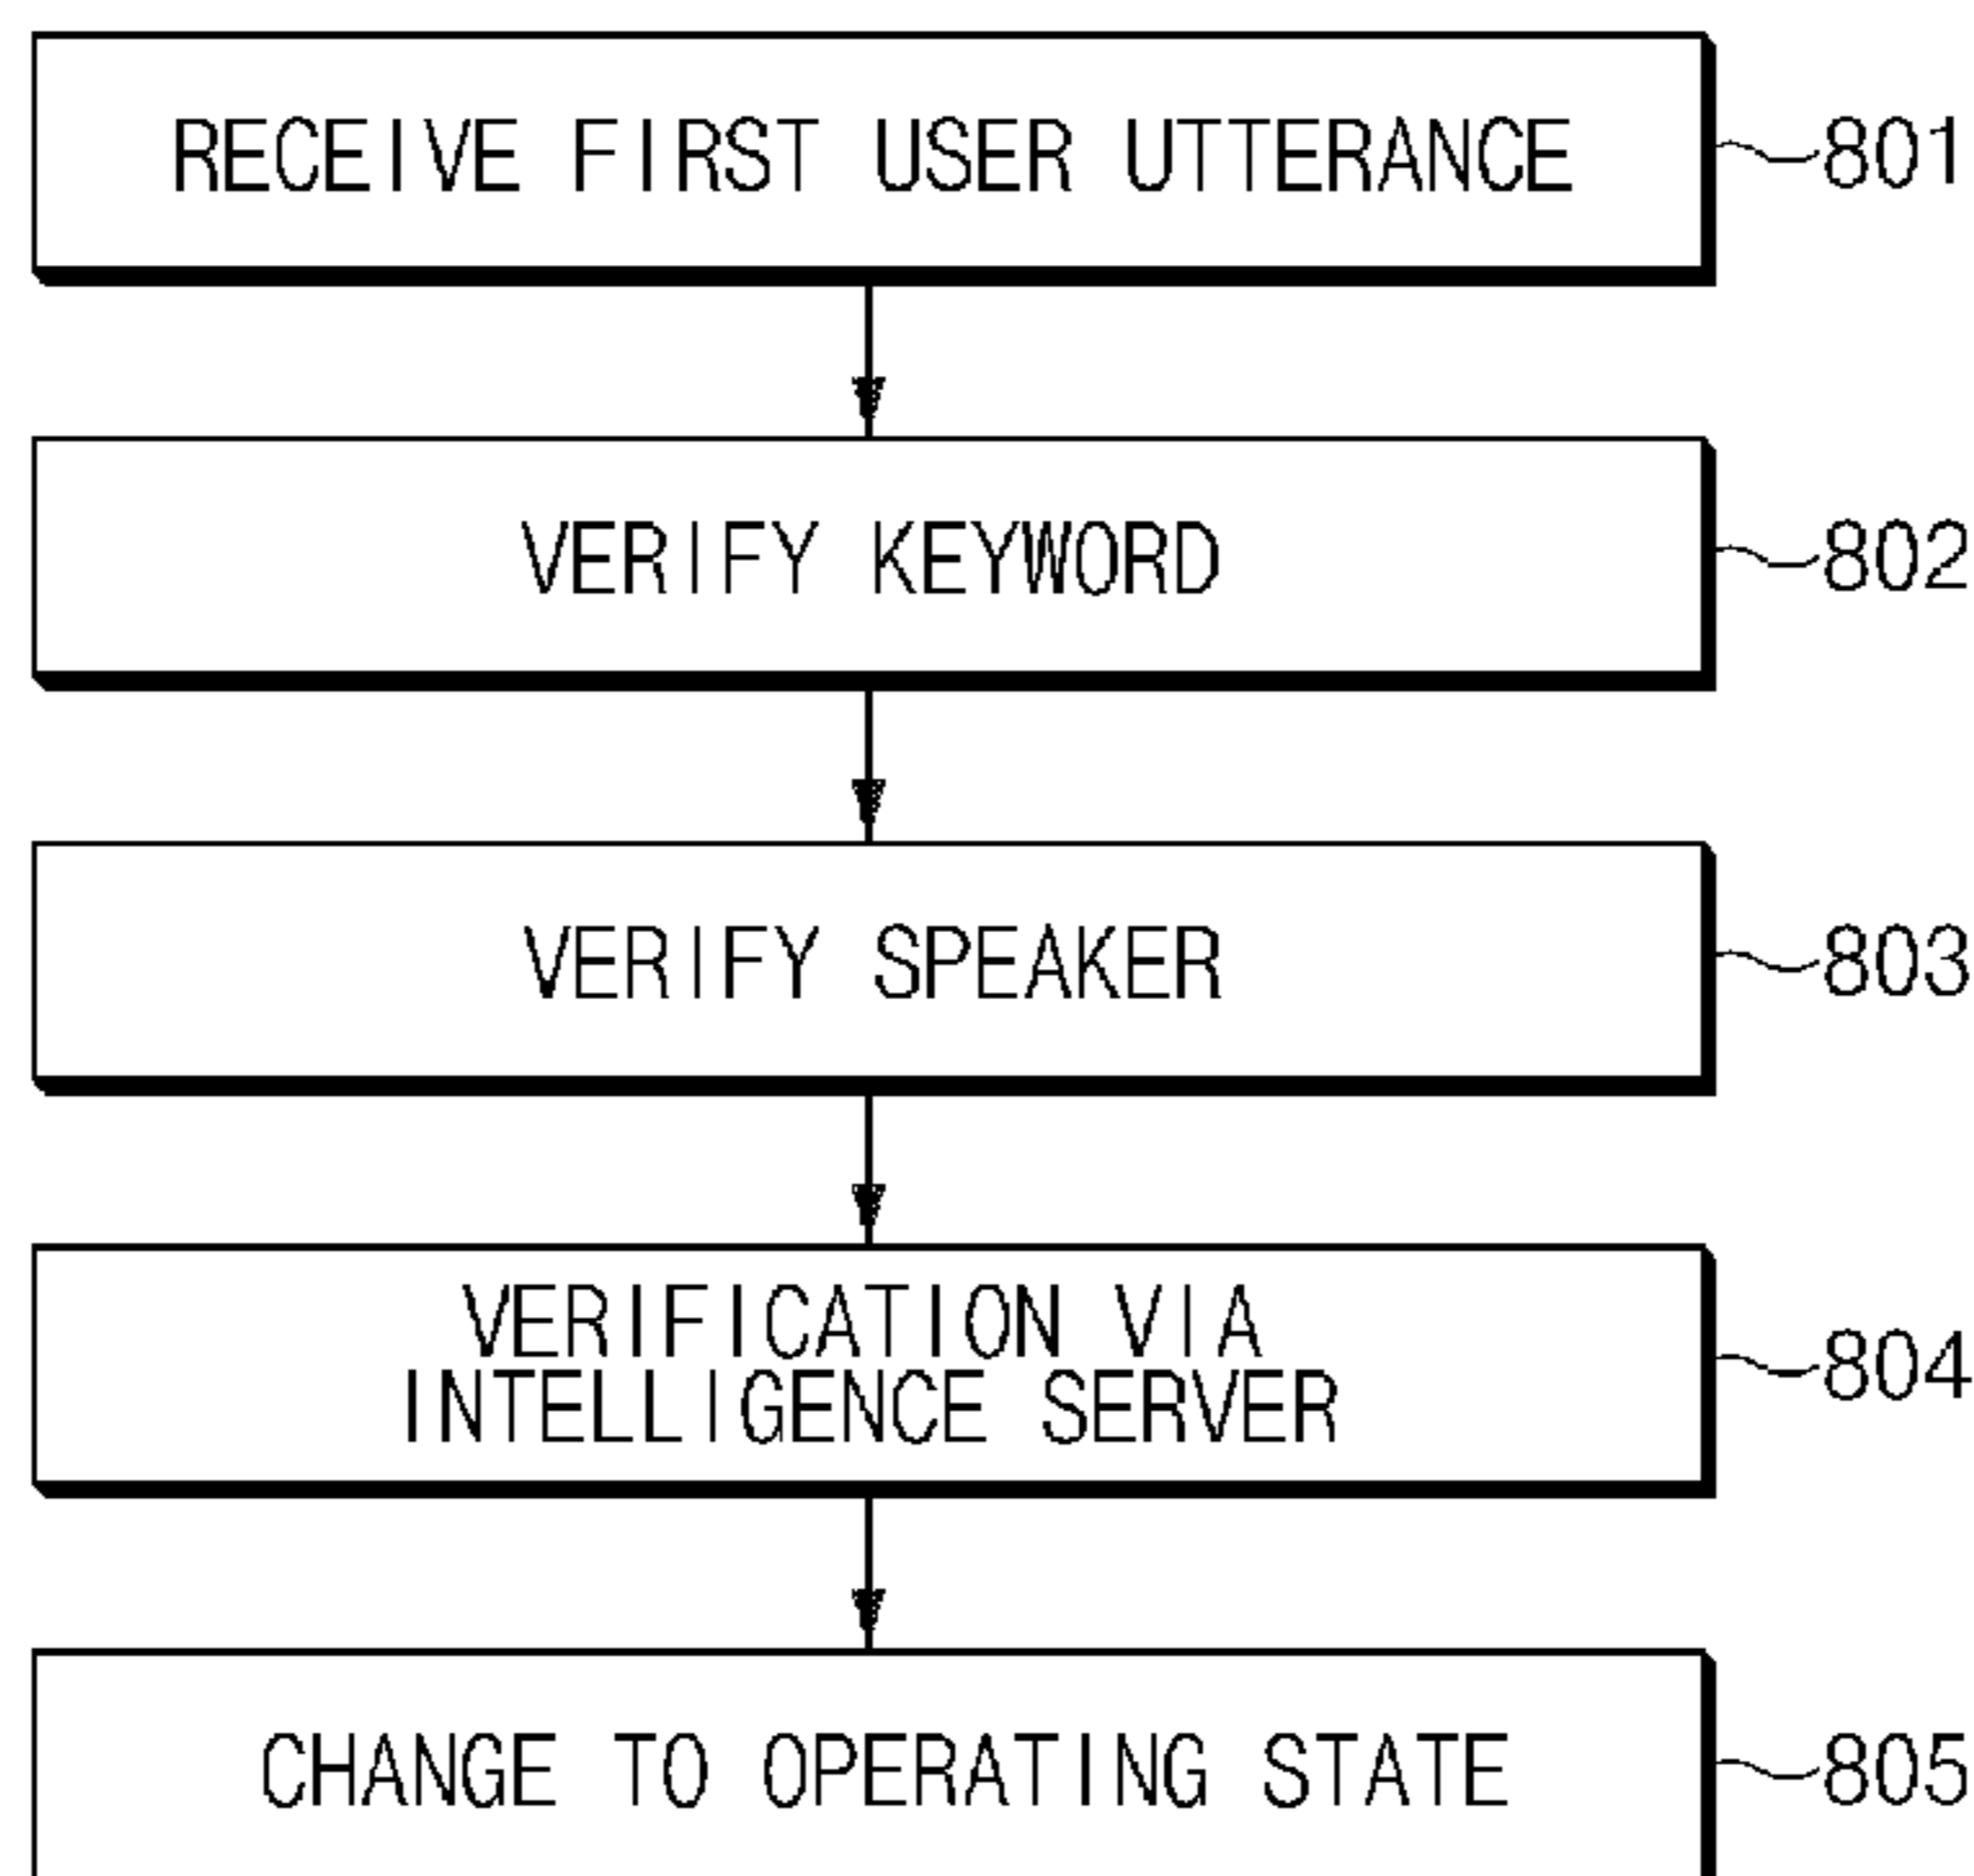 RECEIVE FIRST USER UTTERANCE
801
VERIFY KEYWORD
802
VERIFY SPEAKER
803
VERIFICATION VIA
INTELLIGENCE SERVER
804
CHANGE TO OPERATING STATE
805